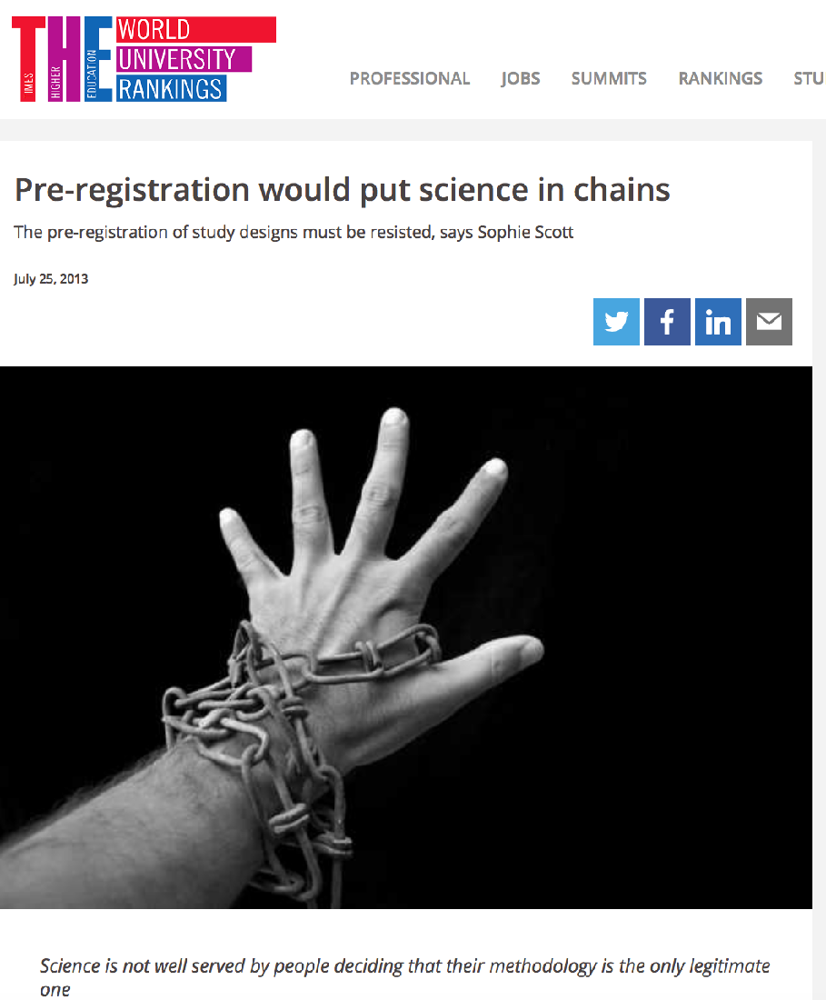 THE WORLD UNIVERSITY RANKINGS
TIMES HIGHER EDUCATION
PROFESSIONAL JOBS SUMMITS RANKINGS STU
Pre-registration would put science in chains
The pre-registration of study designs must be resisted, says Sophie Scott
July 25, 2013
Science is not well served by people deciding that their methodology is the only legitimate
one